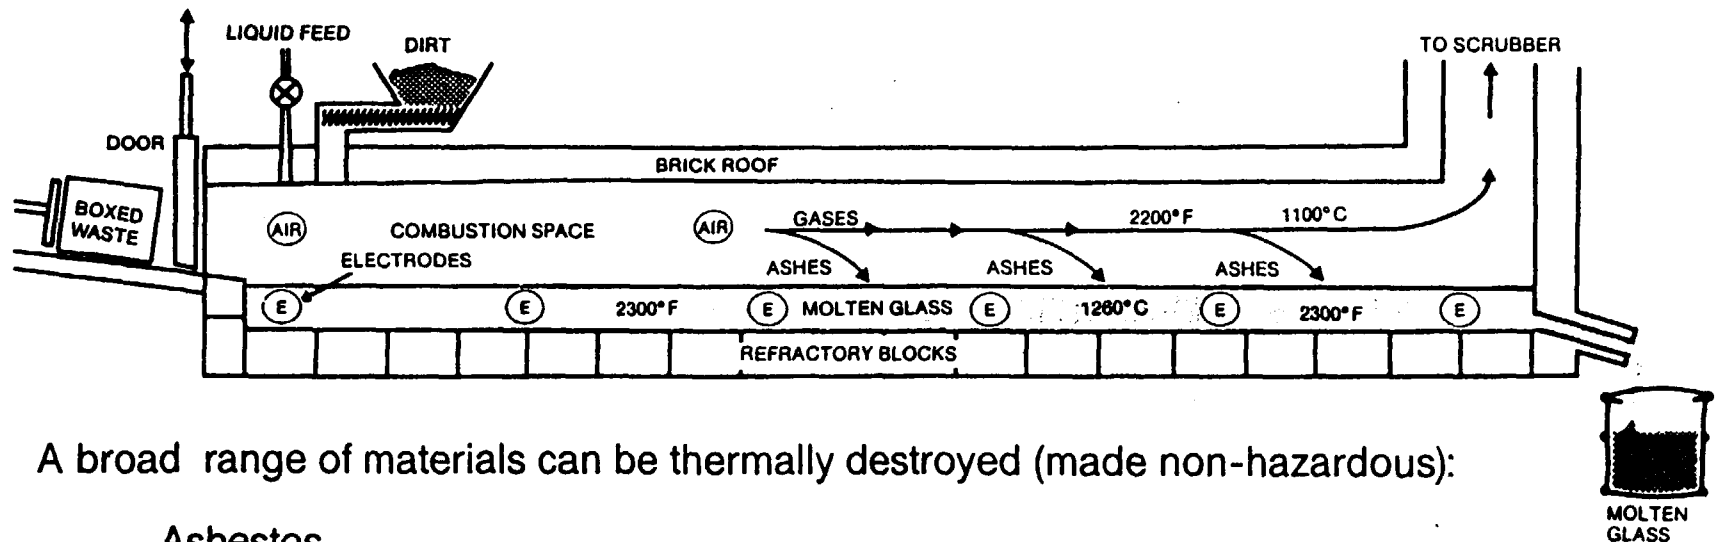 LIQUID FEED
DIRT
TO SCRUBBER
DOOR
BRICK ROOF
BOXED
WASTE
AIR
COMBUSTION SPACE
AIR
GASES
2200°F
1100°C
ELECTRODES
ASHES
ASHES
ASHES
E
E
2300°F
E
MOLTEN GLASS
E
1260°C
E
2300°F
E
REFRACTORY BLOCKS
A broad range of materials can be thermally destroyed (made non-hazardous):
MOLTEN
GLASS
Asbestos